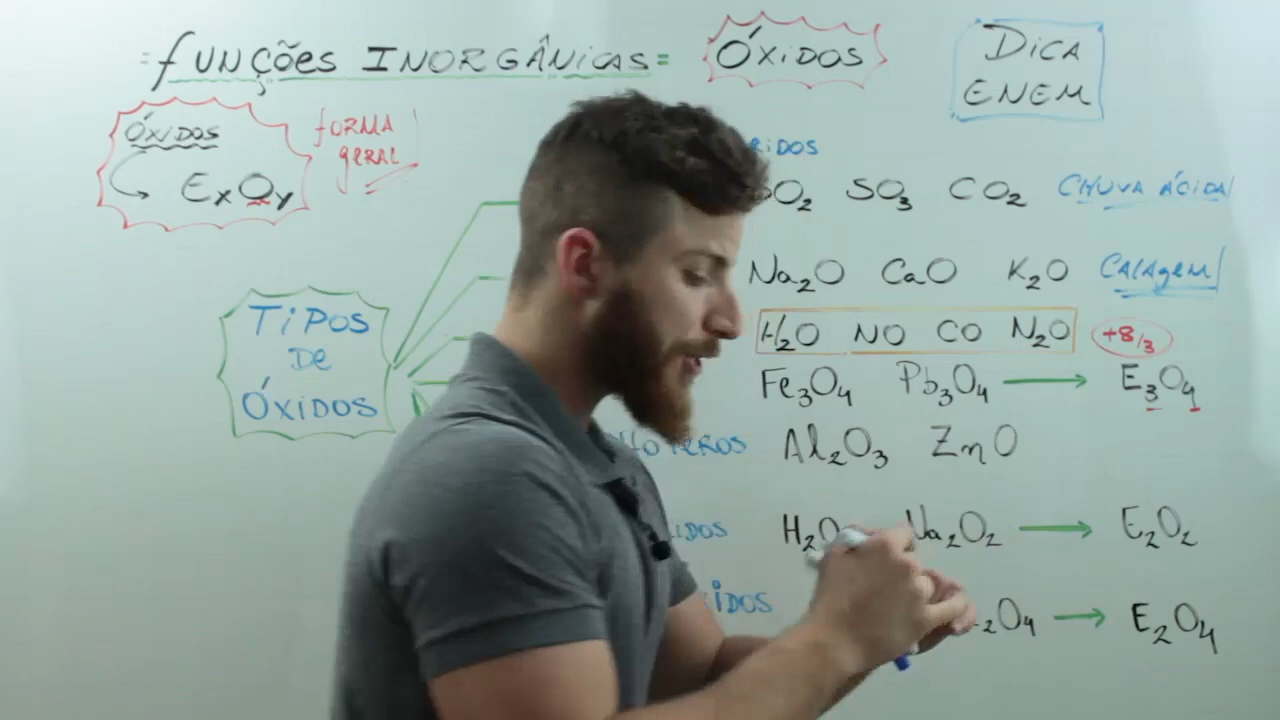 = FUNÇÕES INORGÂNICAS =
ÓXIDOS
DICA
ENEM
ÓXIDOS
ExOy
FORMA
GERAL
TIPOS
DE
ÓXIDOS
SO₃ CO₂ CHUVA ÁCIDA
Na₂O CaO K₂O CALAGEM
H₂O NO CO N₂O +8/3
Fe₃O₄ Pb₃O₄ → E₃O₄
Al₂O₃ ZnO
Na₂O₂ → E₂O₂
→ E₂O₄